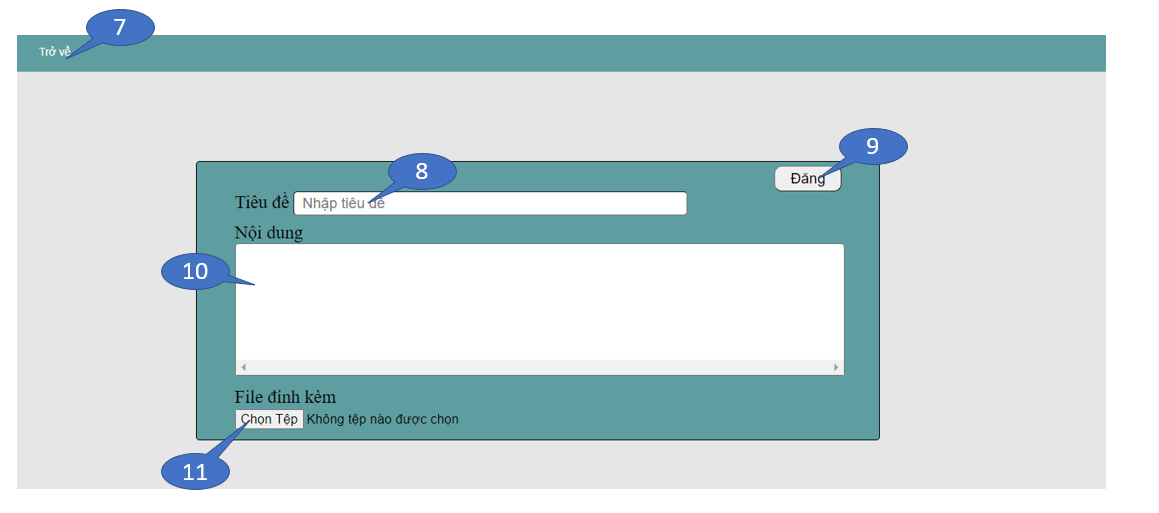 7
Trở về
9
8
Đăng
Tiêu đề Nhập tiêu đề
Nội dung
10
File đính kèm
Chọn Tệp Không tệp nào được chọn
11